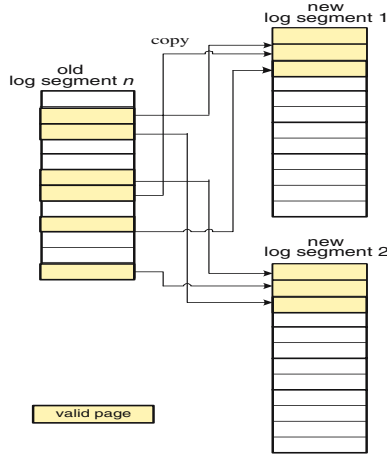 new
log segment 1
copy
old
log segment n
new
log segment 2
valid page